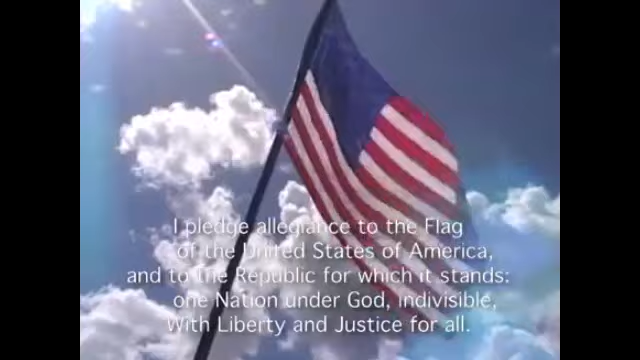 I pledge allegiance to the Flag
of the United States of America,
and to the Republic for which it stands:
one Nation under God, indivisible,
With Liberty and Justice for all.